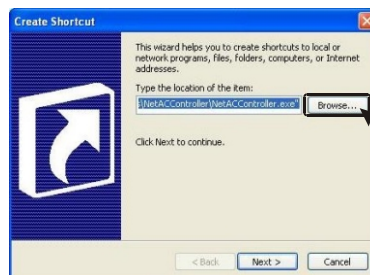 Create Shortcut
This wizard helps you to create shortcuts to local or
network programs, files, folders, computers, or Internet
addresses.
Type the location of the item:
\NetACController\NetACController.exe"
Browse...
Click Next to continue.
< Back
Next >
Cancel